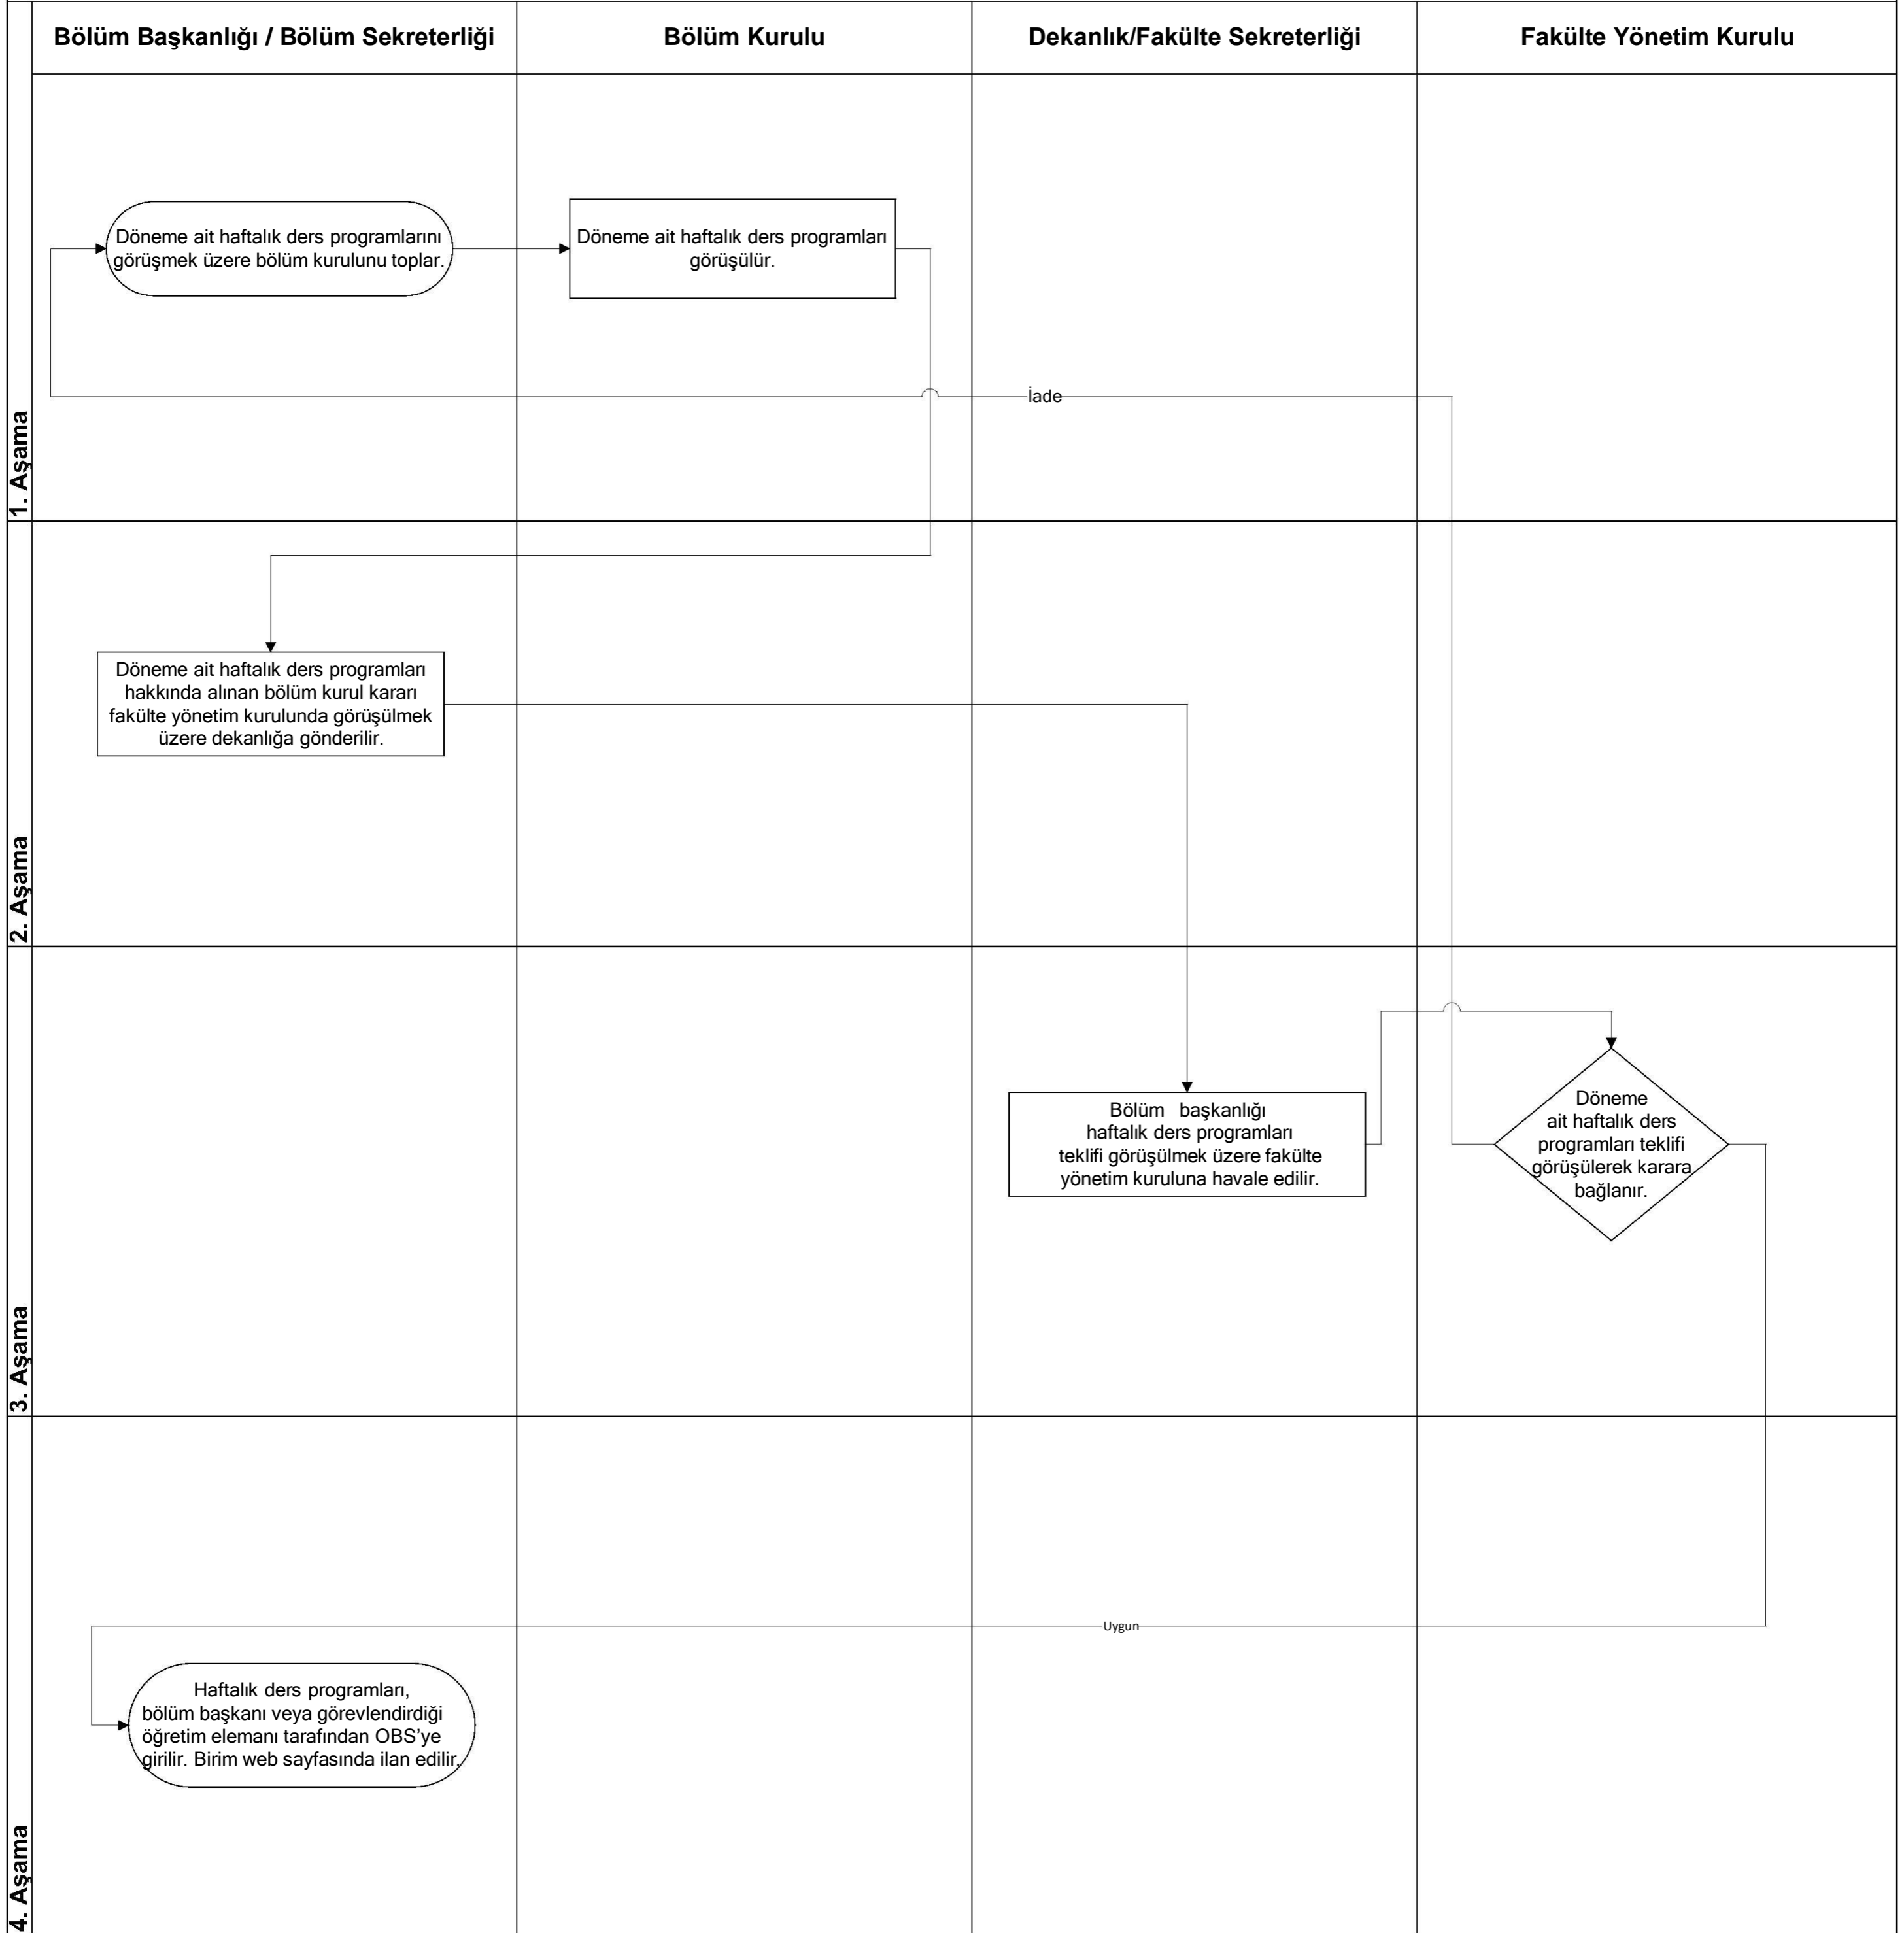 Bölüm Başkanlığı / Bölüm Sekreterliği
Bölüm Kurulu
Dekanlık/Fakülte Sekreterliği
Fakülte Yönetim Kurulu
1. Aşama
Döneme ait haftalık ders programlarını
görüşmek üzere bölüm kurulunu toplar.
Döneme ait haftalık ders programları
görüşülür.
İade
2. Aşama
Döneme ait haftalık ders programları
hakkında alınan bölüm kurul kararı
fakülte yönetim kurulunda görüşülmek
üzere dekanlığa gönderilir.
3. Aşama
Bölüm başkanlığı
haftalık ders programları
teklifi görüşülmek üzere fakülte
yönetim kuruluna havale edilir.
Döneme
ait haftalık ders
programları teklifi
görüşülerek karara
bağlanır.
4. Aşama
Uygun
Haftalık ders programları,
bölüm başkanı veya görevlendirdiği
öğretim elemanı tarafından OBS’ye
girilir. Birim web sayfasında ilan edilir.